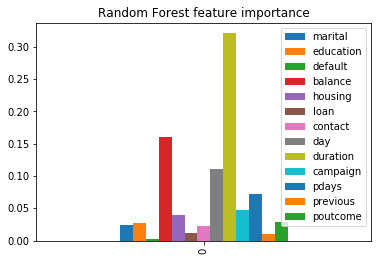 Random Forest feature importance
0.30
0.25
0.20
0.15
0.10
0.05
0.00
0
marital
education
default
balance
housing
loan
contact
day
duration
campaign
pdays
previous
poutcome